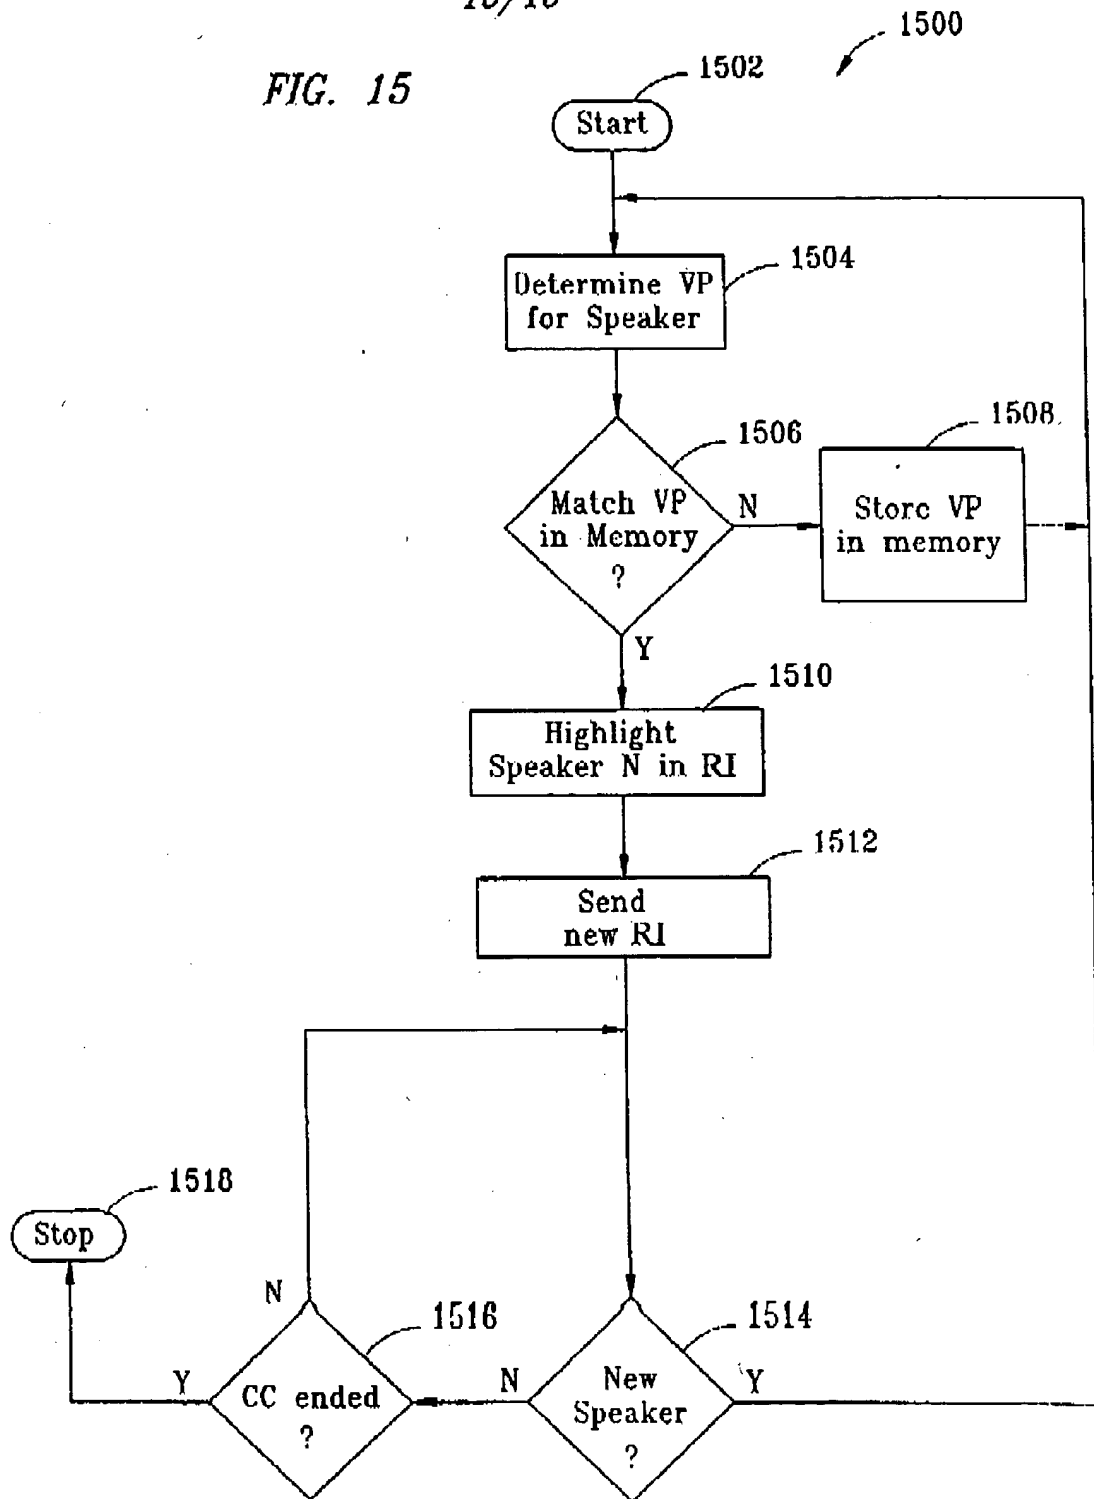 1500
FIG. 15
1502
Start
1504
Determine VP
for Speaker
1506
1508
Match VP
in Memory
?
N
Store VP
in memory
Y
1510
Highlight
Speaker N in RI
1512
Send
new RI
1518
Stop
N
1516
1514
Y
CC ended
?
N
New
Speaker
?
Y